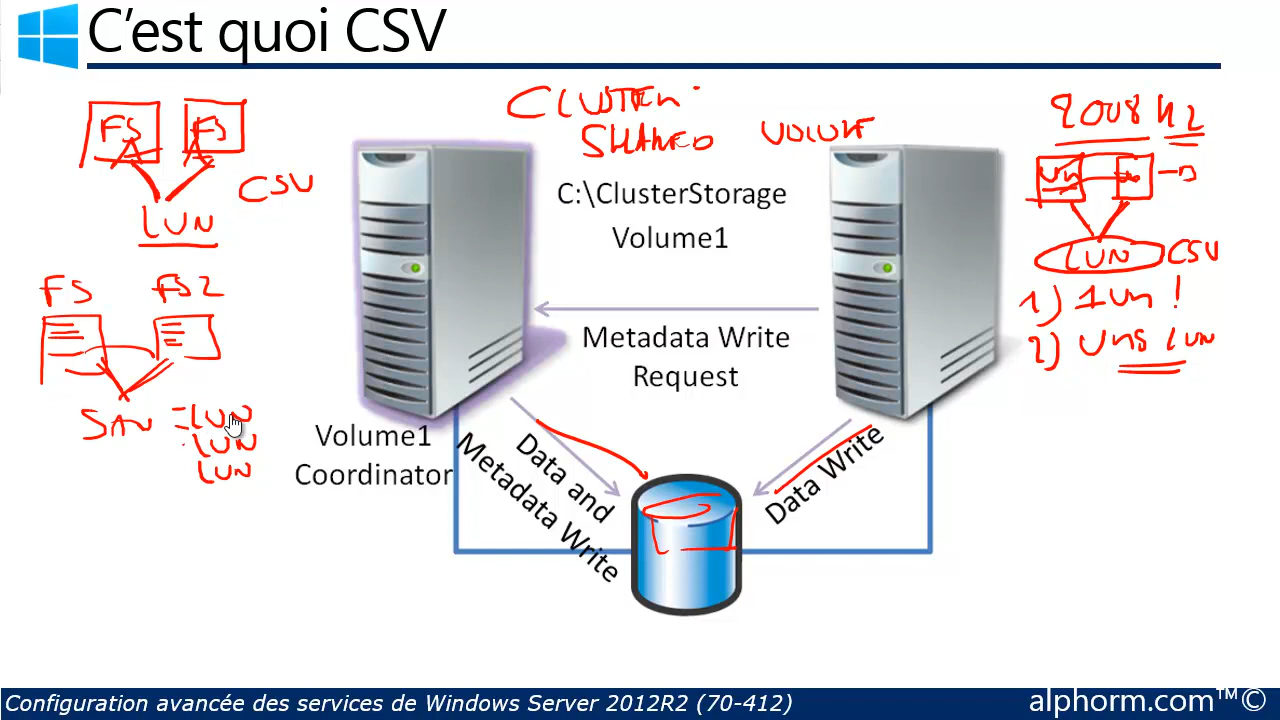 C'est quoi CSV
CLUSTER
SHARED VOLUME
2008 R2
FS FS
CSV
LUN
C:\ClusterStorage
Volume1
LUN CSV
FS FS2
Metadata Write
Request
1) 1 VM !
2) VMS LUN
SAN = LUN
LUN
LUN
Volume1
Coordinator
Data and
Metadata Write
Data Write
Configuration avancée des services de Windows Server 2012R2 (70-412)
alphorm.com™©